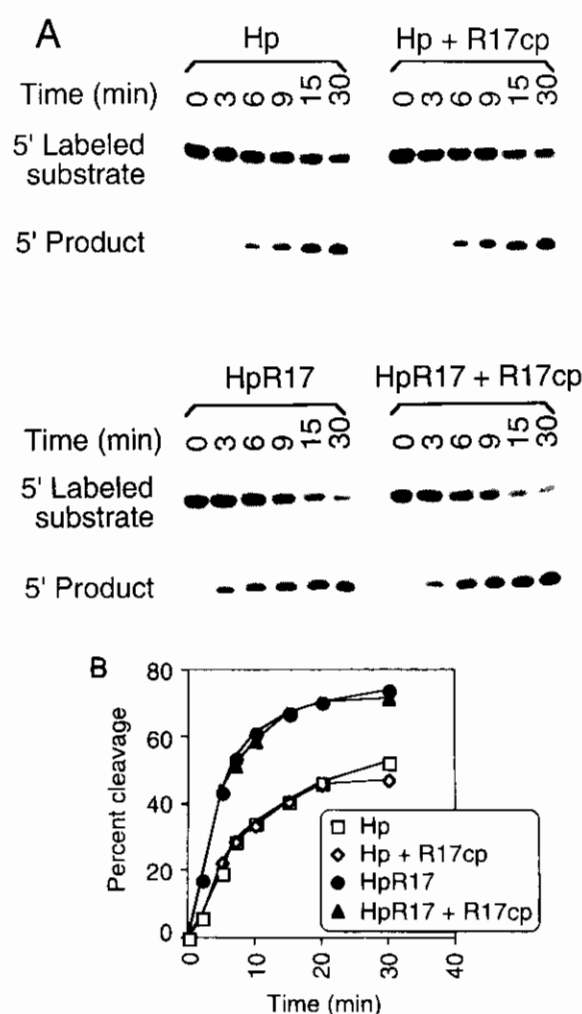 A
Hp
Hp + R17cp
Time (min) 0 3 6 9 15 30 0 3 6 9 15 30
5' Labeled
substrate
5' Product
HpR17
HpR17 + R17cp
Time (min) 0 3 6 9 15 30 0 3 6 9 15 30
5' Labeled
substrate
5' Product
B
80
60
40
20
0
Percent cleavage
Hp
Hp + R17cp
HpR17
HpR17 + R17cp
0 10 20 30 40
Time (min)